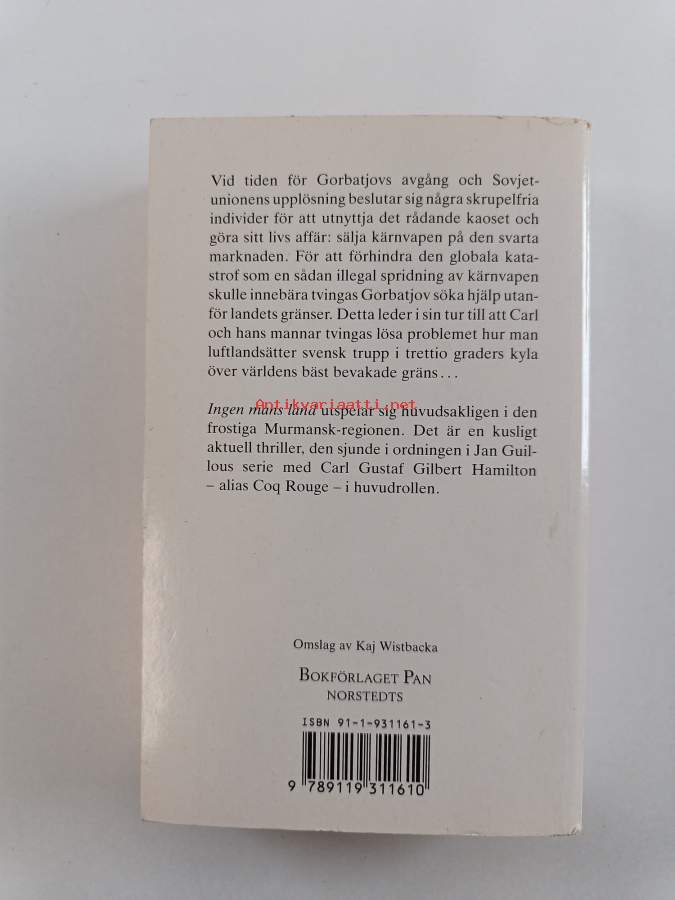 Vid tiden för Gorbatjovs avgång och Sovjet-
unionens upplösning beslutar sig några skrupelfria
individer för att utnyttja det rådande kaoset och
göra sitt livs affär: sälja kärnvapen på den svarta
marknaden. För att förhindra den globala kata-
strof som en sådan illegal spridning av kärnvapen
skulle innebära tvingas Gorbatjov söka hjälp utan-
för landets gränser. Detta leder i sin tur till att Carl
och hans mannar tvingas lösa problemet hur man
luftlandsätter svensk trupp i trettio graders kyla
över världens bäst bevakade gräns...
Antikvariaatti.net
Ingen mans land utspelar sig huvudsakligen i den
frostiga Murmansk-regionen. Det är en kusligt
aktuell thriller, den sjunde i ordningen i Jan Guil-
lous serie med Carl Gustaf Gilbert Hamilton
– alias Coq Rouge – i huvudrollen.
Omslag av Kaj Wistbacka
BOKFÖRLAGET PAN
NORSTEDTS
ISBN 91-1-931161-3
9 789119 311610